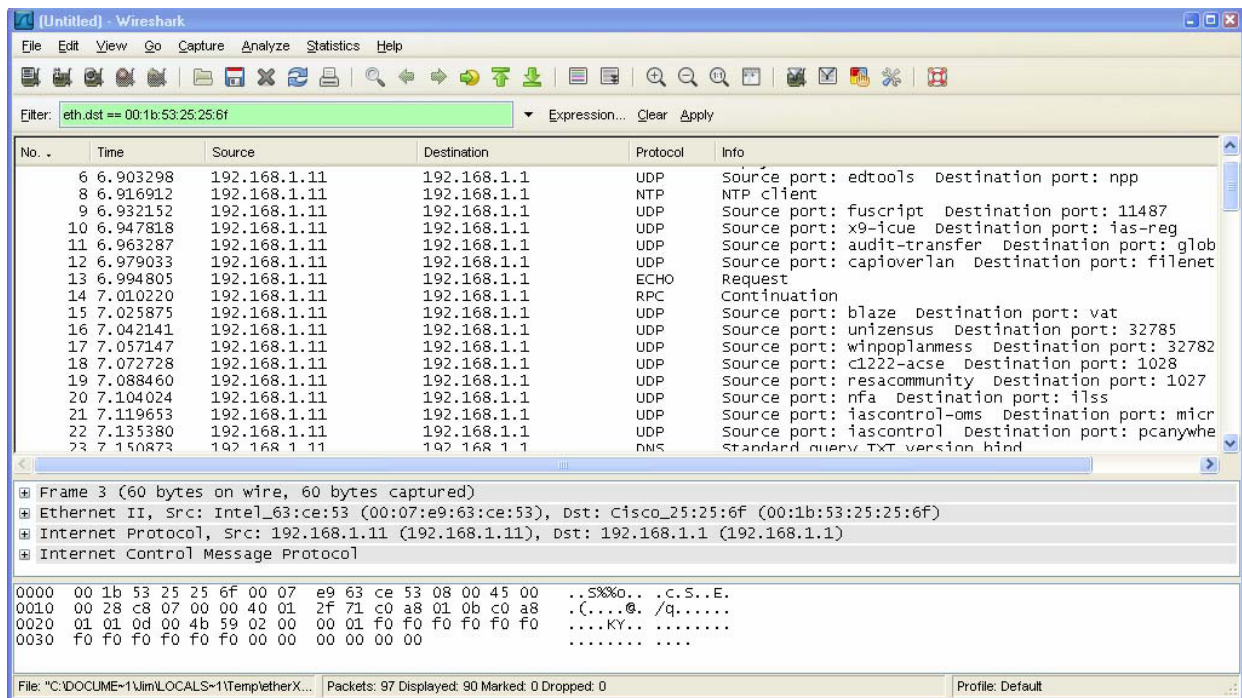 (Untitled) - Wireshark
File Edit View Go Capture Analyze Statistics Help
Filter: eth.dst == 00:1b:53:25:25:6f Expression... Clear Apply
No. . Time Source Destination Protocol Info
6 6.903298 192.168.1.11 192.168.1.1 UDP Source port: edtools Destination port: npp
8 6.916912 192.168.1.11 192.168.1.1 NTP NTP client
9 6.932152 192.168.1.11 192.168.1.1 UDP Source port: fuscript Destination port: 11487
10 6.947818 192.168.1.11 192.168.1.1 UDP Source port: x9-icue Destination port: ias-reg
11 6.963287 192.168.1.11 192.168.1.1 UDP Source port: audit-transfer Destination port: glob
12 6.979033 192.168.1.11 192.168.1.1 UDP Source port: capioverlan Destination port: filenet
13 6.994805 192.168.1.11 192.168.1.1 ECHO Request
14 7.010220 192.168.1.11 192.168.1.1 RPC Continuation
15 7.025875 192.168.1.11 192.168.1.1 UDP Source port: blaze Destination port: vat
16 7.042141 192.168.1.11 192.168.1.1 UDP Source port: unizensus Destination port: 32785
17 7.057147 192.168.1.11 192.168.1.1 UDP Source port: winpoplanmess Destination port: 32782
18 7.072728 192.168.1.11 192.168.1.1 UDP Source port: c1222-acse Destination port: 1028
19 7.088460 192.168.1.11 192.168.1.1 UDP Source port: resacommunity Destination port: 1027
20 7.104024 192.168.1.11 192.168.1.1 UDP Source port: nfa Destination port: ilss
21 7.119653 192.168.1.11 192.168.1.1 UDP Source port: iascontrol-oms Destination port: micr
22 7.135380 192.168.1.11 192.168.1.1 UDP Source port: iascontrol Destination port: pcanywhe
23 7.150873 192.168.1.11 192.168.1.1 DNS Standard query TXT version bind
Frame 3 (60 bytes on wire, 60 bytes captured)
Ethernet II, Src: Intel_63:ce:53 (00:07:e9:63:ce:53), Dst: Cisco_25:25:6f (00:1b:53:25:25:6f)
Internet Protocol, Src: 192.168.1.11 (192.168.1.11), Dst: 192.168.1.1 (192.168.1.1)
Internet Control Message Protocol
0000 00 1b 53 25 25 6f 00 07 e9 63 ce 53 08 00 45 00 ..S%%o.. .c.S..E.
0010 00 28 c8 07 00 00 40 01 2f 71 c0 a8 01 0b c0 a8 .(....@. /q......
0020 01 01 0d 00 4b 59 02 00 00 01 f0 f0 f0 f0 f0 f0 ....KY.. ........
0030 f0 f0 f0 f0 f0 f0 00 00 00 00 00 00 ........ ....
File: "C:\DOCUME~1\Jim\LOCALS~1\Temp\etherX... Packets: 97 Displayed: 90 Marked: 0 Dropped: 0 Profile: Default